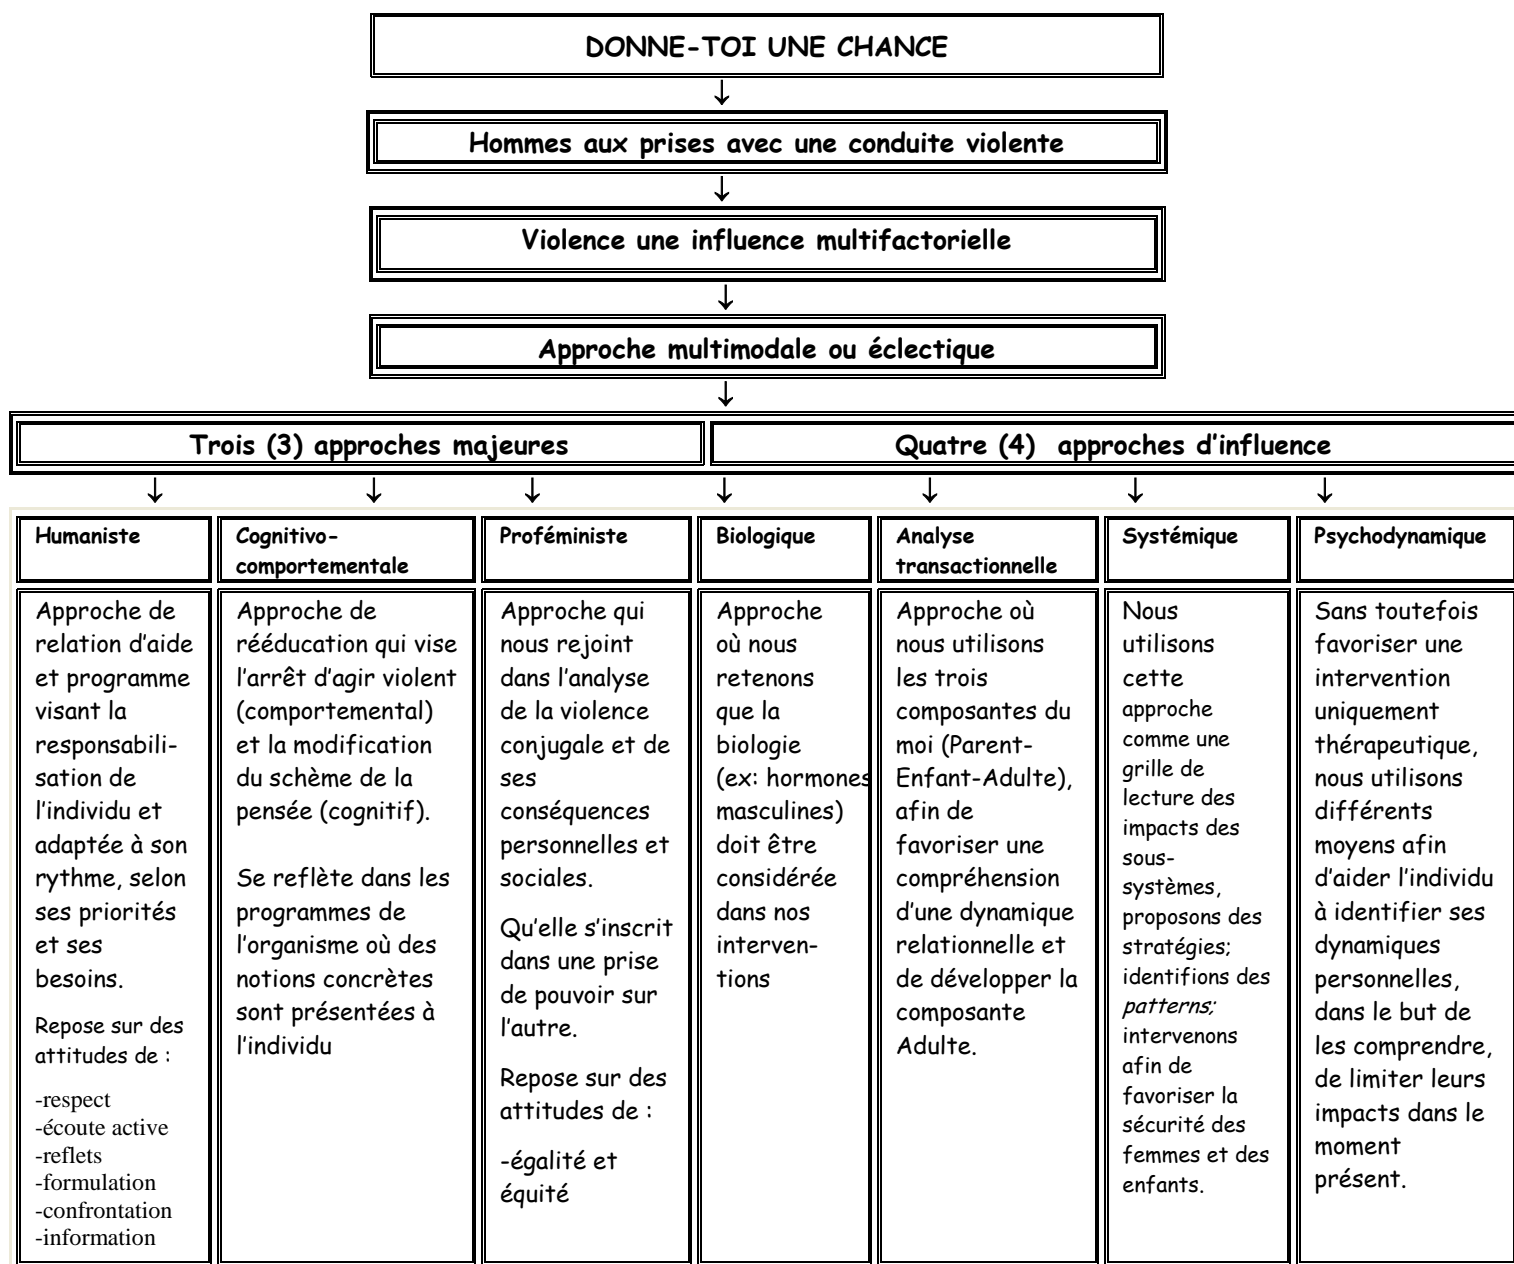 DONNE-TOI UNE CHANCE
Hommes aux prises avec une conduite violente
Violence une influence multifactorielle
Approche multimodale ou éclectique
Trois (3) approches majeures
Quatre (4) approches d'influence
Humaniste
Approche de
relation d'aide
et programme
visant la
responsabili-
sation de
l'individu et
adaptée à son
rythme, selon
ses priorités
et ses
besoins.
Repose sur des
attitudes de :
-respect
-écoute active
-reflets
-formulation
-confrontation
-information
Cognitivo-
comportementale
Approche de
rééducation qui vise
l'arrêt d'agir violent
(comportemental)
et la modification
du schème de la
pensée (cognitif).
Se reflète dans les
programmes de
l'organisme où des
notions concrètes
sont présentées à
l'individu
Proféministe
Approche qui
nous rejoint
dans l'analyse
de la violence
conjugale et de
ses
conséquences
personnelles et
sociales.
Qu'elle s'inscrit
dans une prise
de pouvoir sur
l'autre.
Repose sur des
attitudes de :
-égalité et
équité
Biologique
Approche
où nous
retenons
que la
biologie
(ex: hormones
masculines)
doit être
considérée
dans nos
interven-
tions
Analyse
transactionnelle
Approche où
nous utilisons
les trois
composantes du
moi (Parent-
Enfant-Adulte),
afin de
favoriser une
compréhension
d'une dynamique
relationnelle et
de développer la
composante
Adulte.
Systémique
Nous
utilisons
cette
approche
comme une
grille de
lecture des
impacts des
sous-
systèmes,
proposons des
stratégies;
identifions des
patterns;
intervenons
afin de
favoriser la
sécurité des
femmes et des
enfants.
Psychodynamique
Sans toutefois
favoriser une
intervention
uniquement
thérapeutique,
nous utilisons
différents
moyens afin
d'aider l'individu
à identifier ses
dynamiques
personnelles,
dans le but de
les comprendre,
de limiter leurs
impacts dans le
moment
présent.